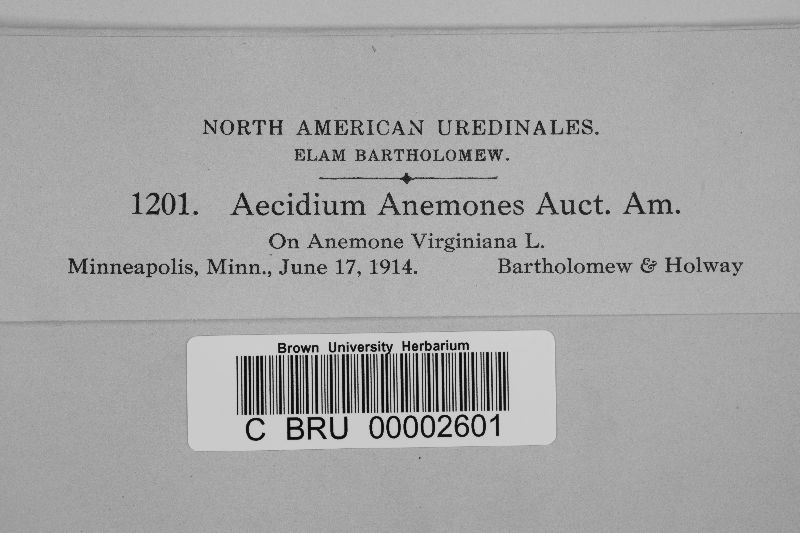 NORTH AMERICAN UREDINALES.
ELAM BARTHOLOMEW.
1201. Aecidium Anemones Auct. Am.
On Anemone Virginiana L.
Minneapolis, Minn., June 17, 1914. Bartholomew & Holway
Brown University Herbarium
C BRU 00002601